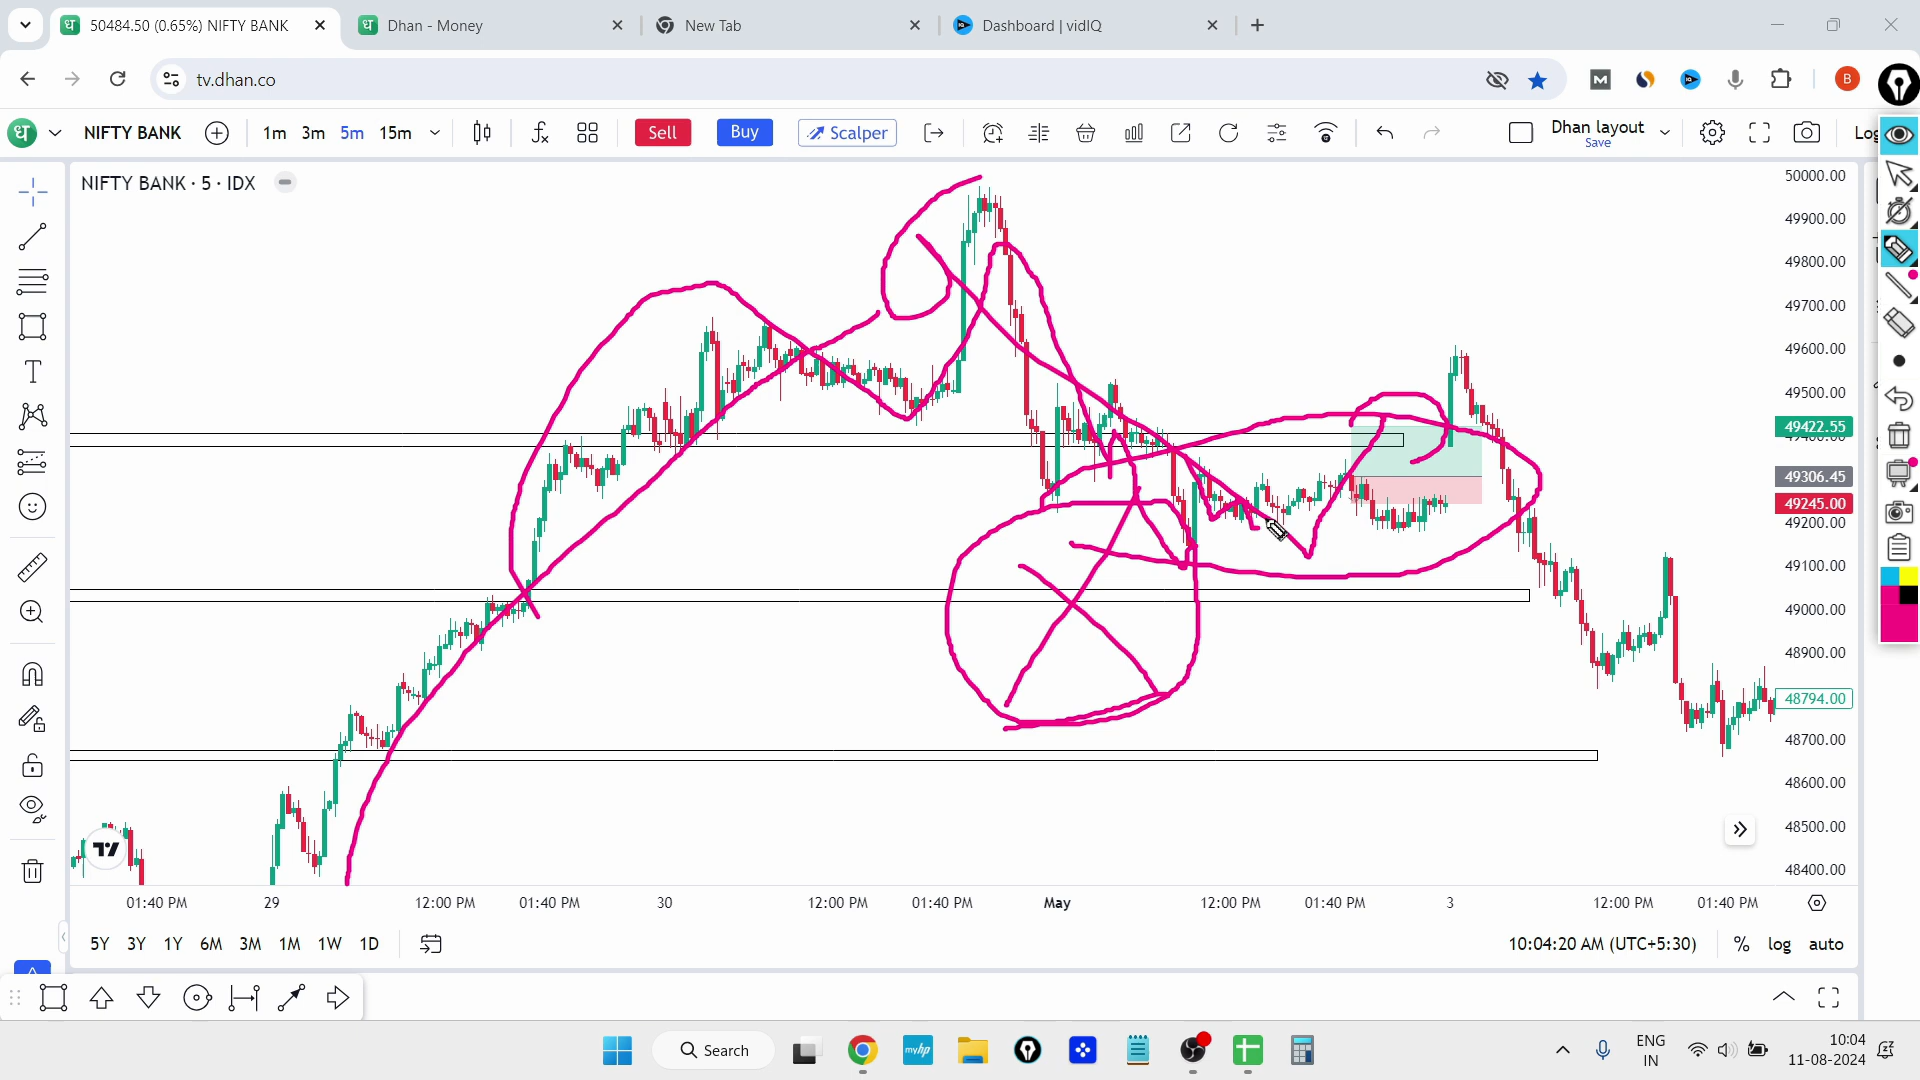 50484.50 (0.65%) NIFTY BANK
Dhan - Money
New Tab
Dashboard | vidIQ
tv.dhan.co
B
NIFTY BANK
1m 3m 5m 15m
Sell
Buy
Scalper
Dhan layout
Save
NIFTY BANK · 5 · IDX
50000.00
49900.00
49800.00
49700.00
49600.00
49500.00
49422.55
49400.00
49306.45
49245.00
49200.00
49100.00
49000.00
48900.00
48794.00
48700.00
48600.00
48500.00
48400.00
01:40 PM 29 12:00 PM 01:40 PM 30 12:00 PM 01:40 PM May 12:00 PM 01:40 PM 3 12:00 PM 01:40 PM
5Y 3Y 1Y 6M 3M 1M 1W 1D
10:04:20 AM (UTC+5:30) % log auto
Search
ENG
IN
10:04
11-08-2024